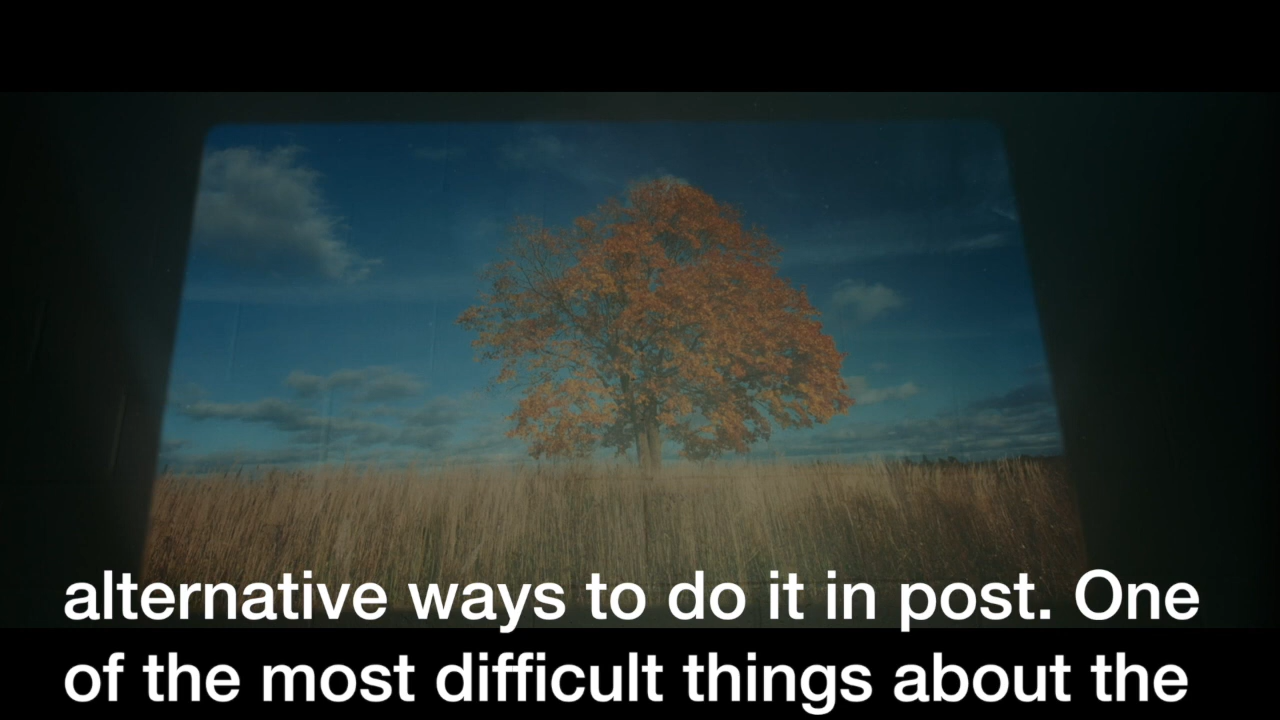 alternative ways to do it in post. One
of the most difficult things about the